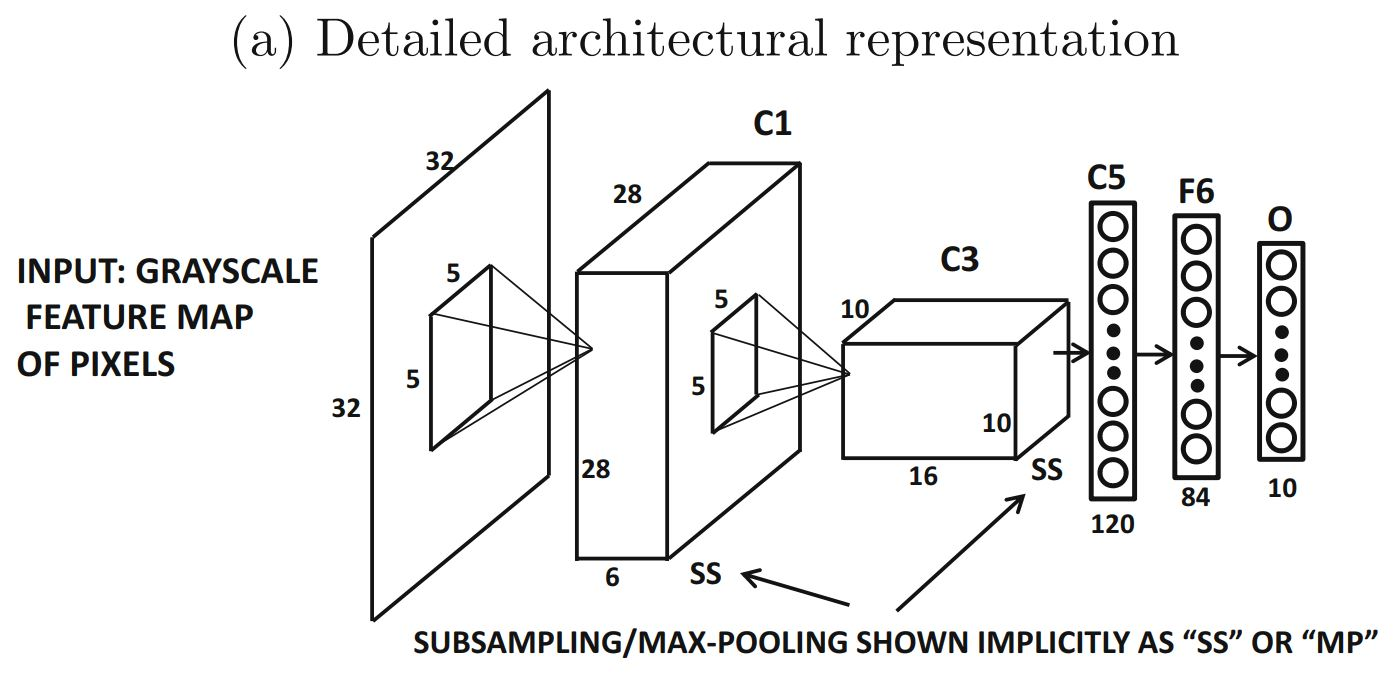 (a) Detailed architectural representation
C1
32
28
C5
F6
O
INPUT: GRAYSCALE
FEATURE MAP
OF PIXELS
5
5
C3
10
5
5
32
28
10
6
SS
16
SS
120
84
10
SUBSAMPLING/MAX-POOLING SHOWN IMPLICITLY AS “SS” OR “MP”